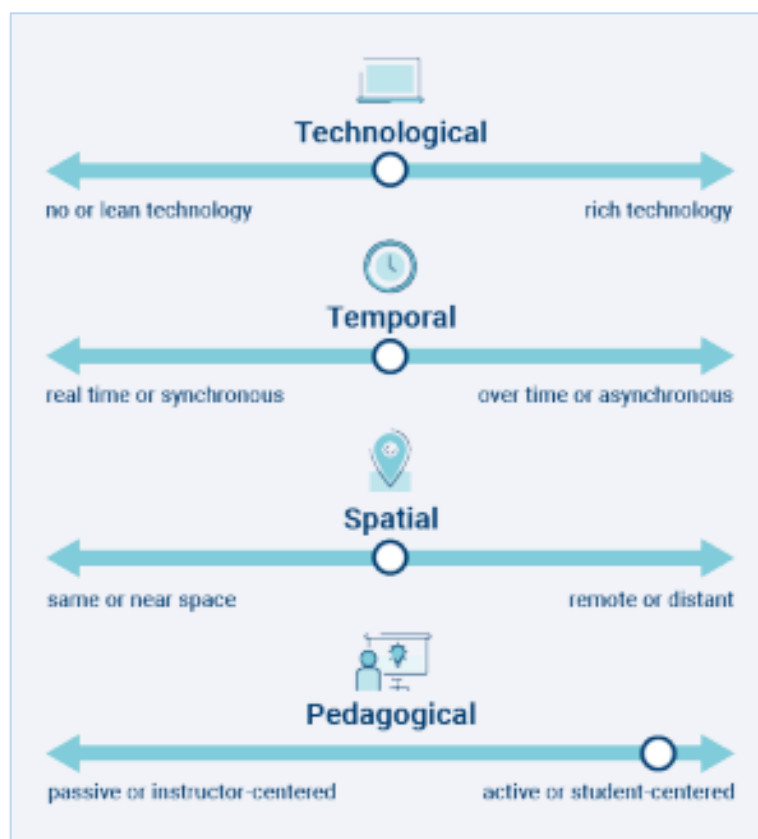 Technological
no or lean technology
rich technology
Temporal
real time or synchronous
over time or asynchronous
Spatial
same or near space
remote or distant
Pedagogical
passive or instructor-centered
active or student-centered